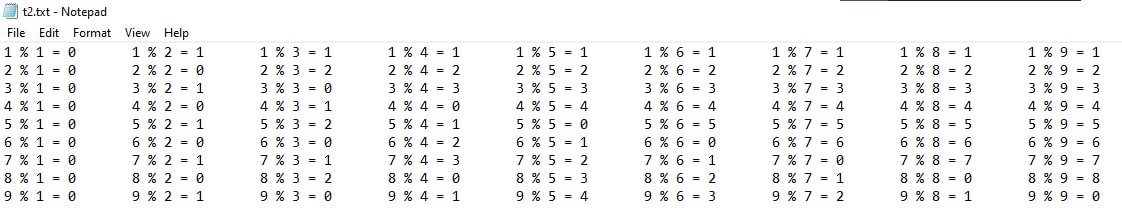 t2.txt - Notepad
File Edit Format View Help
1 % 1 = 0 1 % 2 = 1 1 % 3 = 1 1 % 4 = 1 1 % 5 = 1 1 % 6 = 1 1 % 7 = 1 1 % 8 = 1 1 % 9 = 1
2 % 1 = 0 2 % 2 = 0 2 % 3 = 2 2 % 4 = 2 2 % 5 = 2 2 % 6 = 2 2 % 7 = 2 2 % 8 = 2 2 % 9 = 2
3 % 1 = 0 3 % 2 = 1 3 % 3 = 0 3 % 4 = 3 3 % 5 = 3 3 % 6 = 3 3 % 7 = 3 3 % 8 = 3 3 % 9 = 3
4 % 1 = 0 4 % 2 = 0 4 % 3 = 1 4 % 4 = 0 4 % 5 = 4 4 % 6 = 4 4 % 7 = 4 4 % 8 = 4 4 % 9 = 4
5 % 1 = 0 5 % 2 = 1 5 % 3 = 2 5 % 4 = 1 5 % 5 = 0 5 % 6 = 5 5 % 7 = 5 5 % 8 = 5 5 % 9 = 5
6 % 1 = 0 6 % 2 = 0 6 % 3 = 0 6 % 4 = 2 6 % 5 = 1 6 % 6 = 0 6 % 7 = 6 6 % 8 = 6 6 % 9 = 6
7 % 1 = 0 7 % 2 = 1 7 % 3 = 1 7 % 4 = 3 7 % 5 = 2 7 % 6 = 1 7 % 7 = 0 7 % 8 = 7 7 % 9 = 7
8 % 1 = 0 8 % 2 = 0 8 % 3 = 2 8 % 4 = 0 8 % 5 = 3 8 % 6 = 2 8 % 7 = 1 8 % 8 = 0 8 % 9 = 8
9 % 1 = 0 9 % 2 = 1 9 % 3 = 0 9 % 4 = 1 9 % 5 = 4 9 % 6 = 3 9 % 7 = 2 9 % 8 = 1 9 % 9 = 0